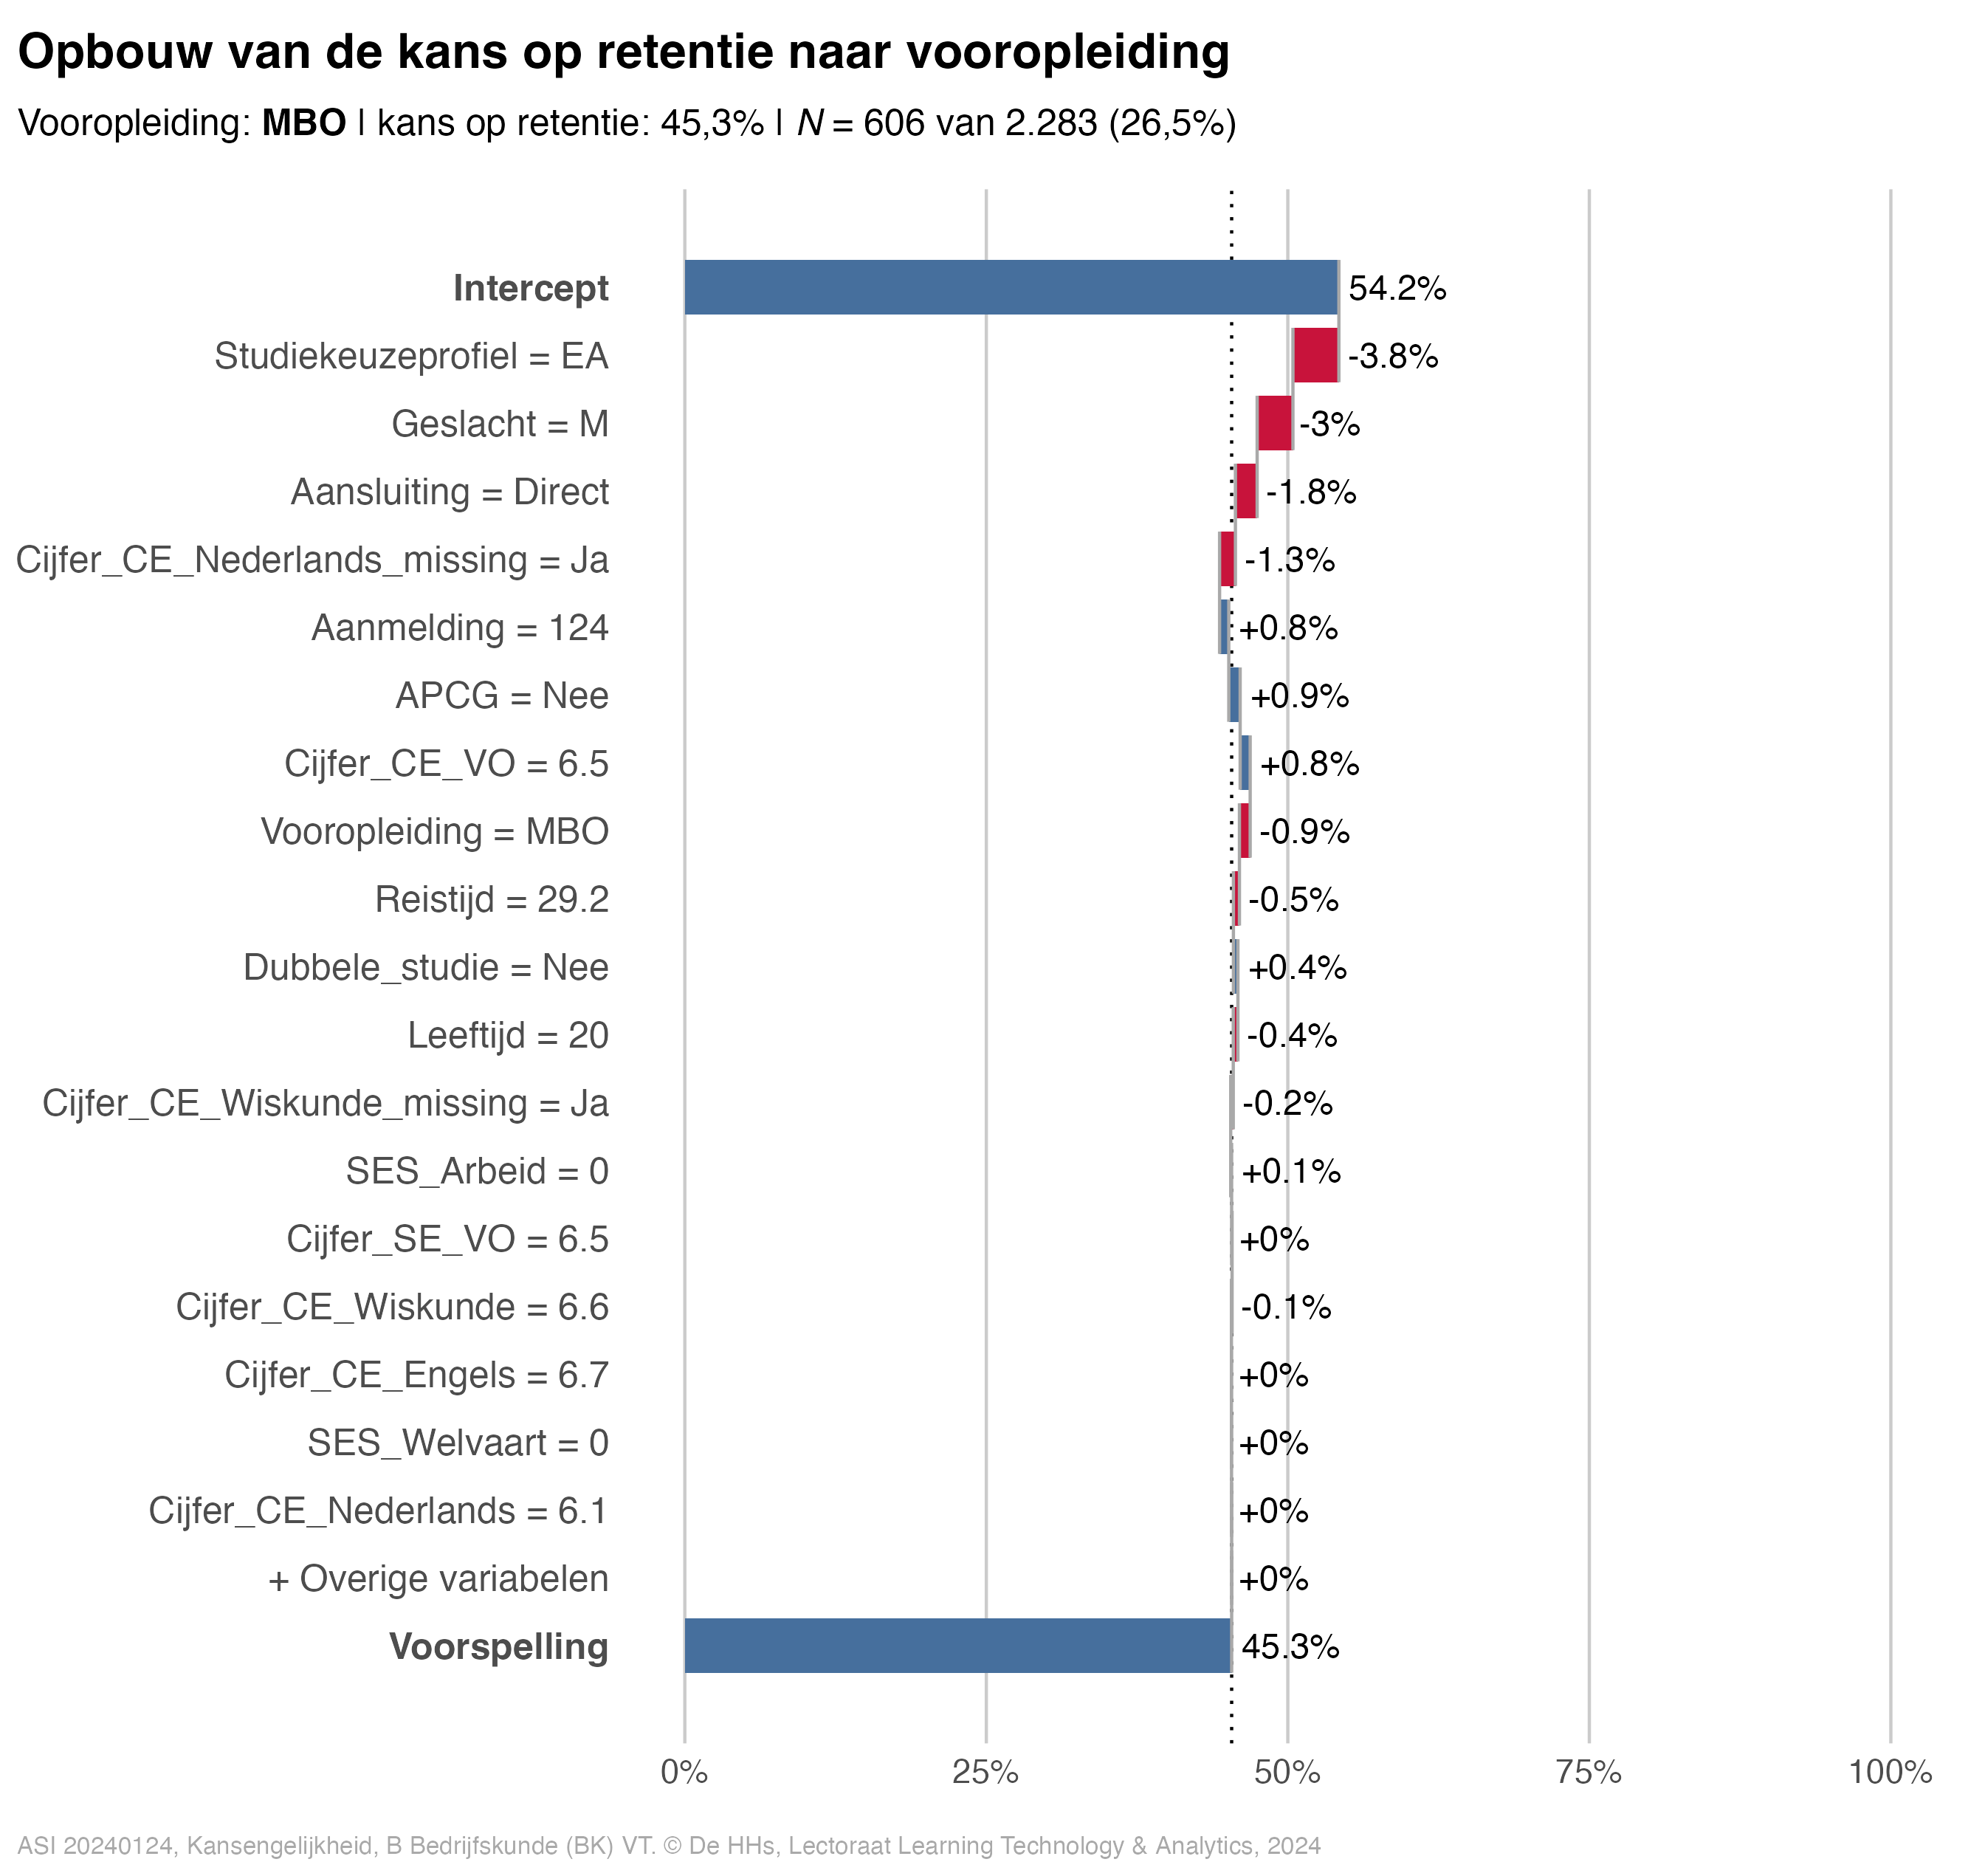 Opbouw van de kans op retentie naar vooropleiding
Vooropleiding: MBO | kans op retentie: 45,3% | N = 606 van 2.283 (26,5%)
Intercept 54.2%
Studiekeuzeprofiel = EA -3.8%
Geslacht = M -3%
Aansluiting = Direct -1.8%
Cijfer_CE_Nederlands_missing = Ja -1.3%
Aanmelding = 124 +0.8%
APCG = Nee +0.9%
Cijfer_CE_VO = 6.5 +0.8%
Vooropleiding = MBO -0.9%
Reistijd = 29.2 -0.5%
Dubbele_studie = Nee +0.4%
Leeftijd = 20 -0.4%
Cijfer_CE_Wiskunde_missing = Ja -0.2%
SES_Arbeid = 0 +0.1%
Cijfer_SE_VO = 6.5 +0%
Cijfer_CE_Wiskunde = 6.6 -0.1%
Cijfer_CE_Engels = 6.7 +0%
SES_Welvaart = 0 +0%
Cijfer_CE_Nederlands = 6.1 +0%
+ Overige variabelen +0%
Voorspelling 45.3%
0% 25% 50% 75% 100%
ASI 20240124, Kansengelijkheid, B Bedrijfskunde (BK) VT. © De HHs, Lectoraat Learning Technology & Analytics, 2024